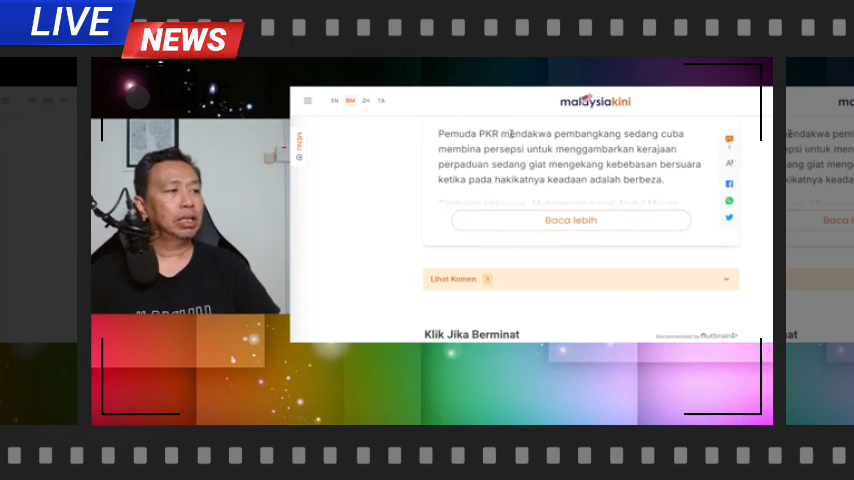 LIVE
NEWS
EN BM ZH TA
malaysiakini
MENU
Pemuda PKR mendakwa pembangkang sedang cuba
membina persepsi untuk menggambarkan kerajaan
perpaduan sedang giat mengekang kebebasan bersuara
ketika pada hakikatnya keadaan adalah berbeza.
Baca lebih
Lihat Komen 1
Klik Jika Berminat
Recommended by Outbrain